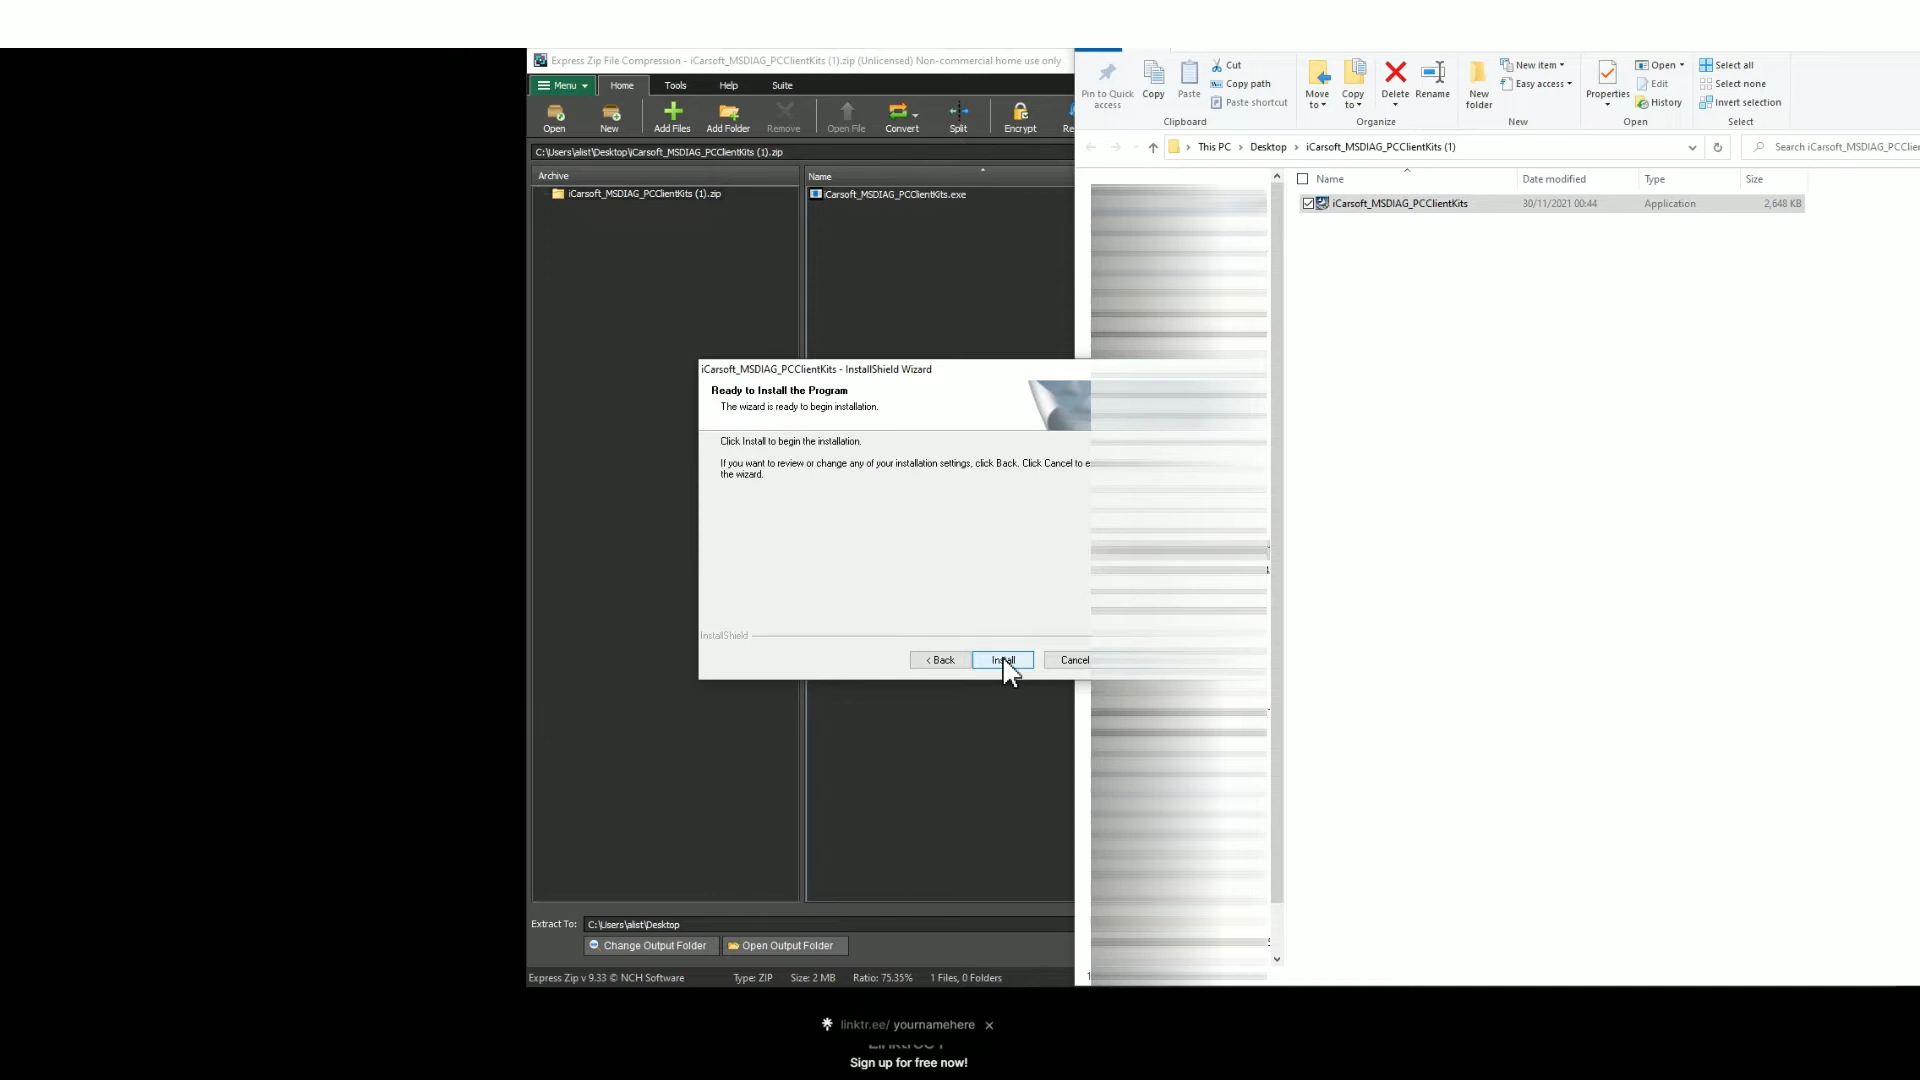 Express Zip File Compression - iCarsoft_MSDIAG_PCClientKits (1).zip (Unlicensed) Non-commercial home use only
Menu
Home
Tools
Help
Suite
Open
New
Add Files
Add Folder
Remove
Open File
Convert
Split
Encrypt
C:\Users\alist\Desktop\iCarsoft_MSDIAG_PCClientKits (1).zip
Archive
iCarsoft_MSDIAG_PCClientKits (1).zip
Name
iCarsoft_MSDIAG_PCClientKits.exe
Pin to Quick access
Copy
Paste
Cut
Copy path
Paste shortcut
Clipboard
Move to
Copy to
Delete
Rename
Organize
New folder
New item
Easy access
New
Properties
Open
Edit
History
Open
Select all
Select none
Invert selection
Select
This PC > Desktop > iCarsoft_MSDIAG_PCClientKits (1)
Search iCarsoft_MSDIAG_PCClie
Name
Date modified
Type
Size
iCarsoft_MSDIAG_PCClientKits
30/11/2021 00:44
Application
2,648 KB
iCarsoft_MSDIAG_PCClientKits - InstallShield Wizard
Ready to Install the Program
The wizard is ready to begin installation.
Click Install to begin the installation.
If you want to review or change any of your installation settings, click Back. Click Cancel to e
the wizard.
InstallShield
< Back
Install
Cancel
Extract To:
C:\Users\alist\Desktop
Change Output Folder
Open Output Folder
Express Zip v 9.33 © NCH Software
Type: ZIP
Size: 2 MB
Ratio: 75.35%
1 Files, 0 Folders
linktr.ee/ yournamehere
Sign up for free now!